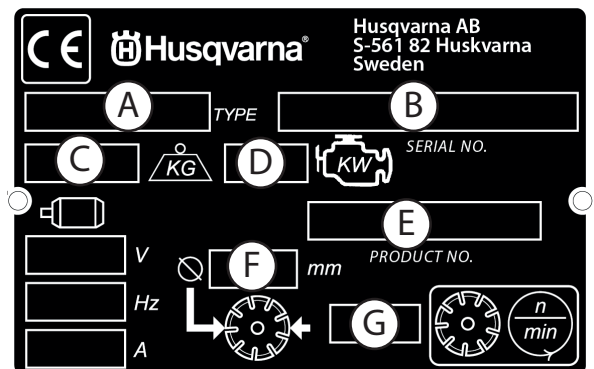 CE
Husqvarna®
Husqvarna AB
S-561 82 Huskvarna
Sweden
A TYPE
B
SERIAL NO.
C KG
D KW
E
PRODUCT NO.
V
F mm
Hz
G
n
min
A